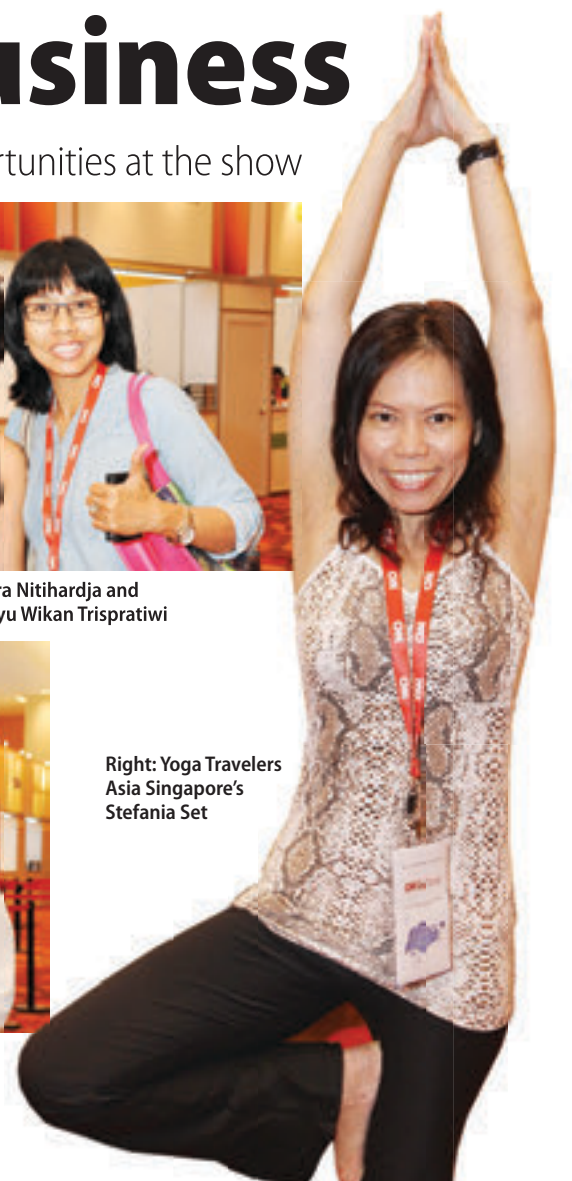 usiness
rtunities at the show
ra Nitihardja and
yu Wikan Trispratiwi
Right: Yoga Travelers
Asia Singapore's
Stefania Set